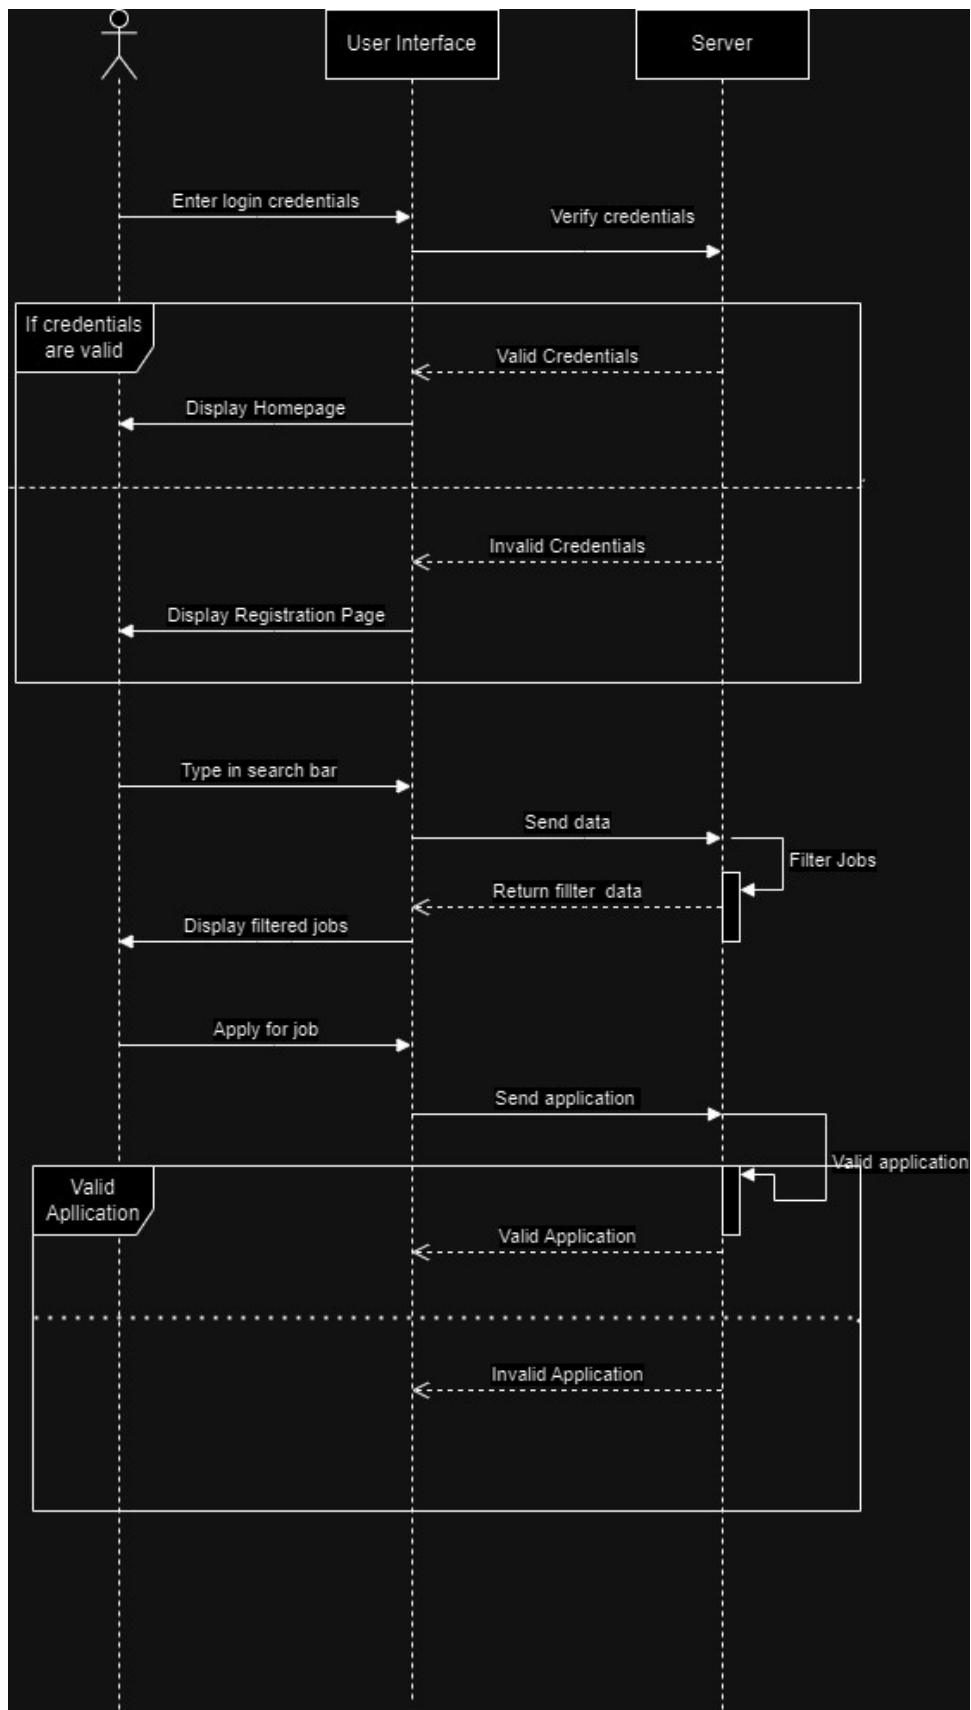 User Interface
Server
Enter login credentials
Verify credentials
If credentials
are valid
Valid Credentials
Display Homepage
Invalid Credentials
Display Registration Page
Type in search bar
Send data
Filter Jobs
Return fillter data
Display filtered jobs
Apply for job
Send application
Valid application
Valid
Apllication
Valid Application
Invalid Application